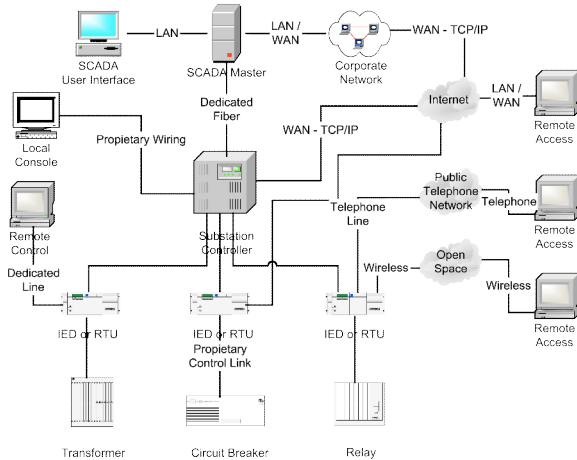 LAN
LAN /
WAN
WAN - TCP/IP
SCADA
User Interface
SCADA Master
Corporate
Network
Dedicated
Fiber
Internet
LAN /
WAN
Remote
Access
Local
Console
Propietary Wiring
WAN - TCP/IP
Public
Telephone
Network
Telephone
Remote
Access
Telephone
Line
Remote
Control
Substation
Controller
Dedicated
Line
Wireless
Open
Space
Wireless
Remote
Access
IED or RTU
IED or RTU
IED or RTU
Propietary
Control Link
Transformer
Circuit Breaker
Relay